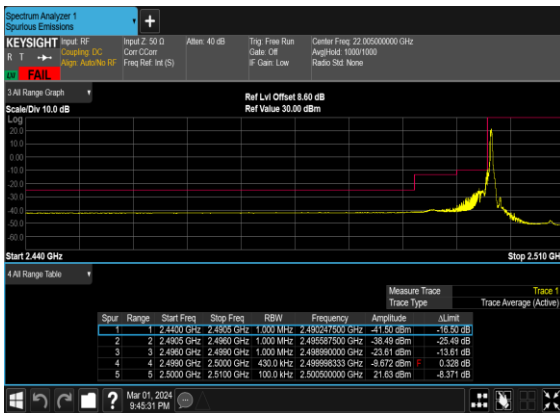 Spectrum Analyzer 1
Spurious Emissions
+
KEYSIGHT Input: RF Input Z: 50 Ω Atten: 40 dB Trig: Free Run Center Freq: 22.005000000 GHz
R T Coupling: DC Corr CCorr Gate: Off Avg|Hold: 1000/1000
Align: Auto/No RF Freq Ref: Int (S) IF Gain: Low Radio Std: None
LV FAIL
3 All Range Graph
Ref Lvl Offset 8.60 dB
Scale/Div 10.0 dB Ref Value 30.00 dBm
Log
20.0
10.0
0.00
-10.0
-20.0
-30.0
-40.0
-50.0
-60.0
Start 2.440 GHz Stop 2.510 GH
4 All Range Table
Measure Trace Trace 1
Trace Type Trace Average (Active)
Spur Range Start Freq Stop Freq RBW Frequency Amplitude ΔLimit
1 1 2.4400 GHz 2.4905 GHz 1.000 MHz 2.490247500 GHz -41.50 dBm -16.50 dB
2 2 2.4905 GHz 2.4960 GHz 1.000 MHz 2.495587500 GHz -38.49 dBm -25.49 dB
3 3 2.4960 GHz 2.4990 GHz 1.000 MHz 2.498990000 GHz -23.61 dBm -13.61 dB
4 4 2.4990 GHz 2.5000 GHz 430.0 kHz 2.499998333 GHz -9.672 dBm F 0.328 dB
5 5 2.5000 GHz 2.5100 GHz 100.0 kHz 2.500500000 GHz 21.63 dBm -8.371 dB
?
Mar 01, 2024
9:45:31 PM